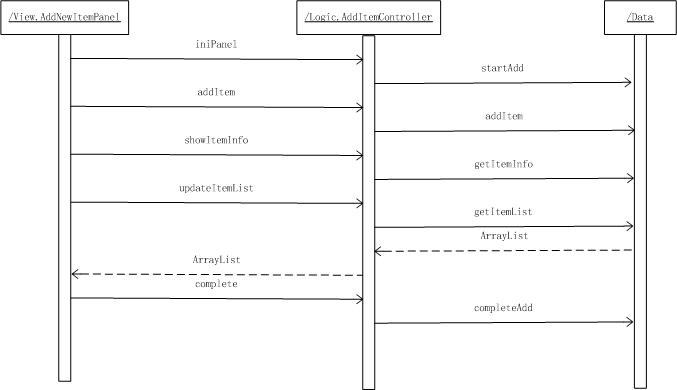 /View.AddNewItemPanel
/Logic.AddItemController
/Data
iniPanel
startAdd
addItem
addItem
showItemInfo
getItemInfo
updateItemList
getItemList
ArrayList
ArrayList
complete
completeAdd